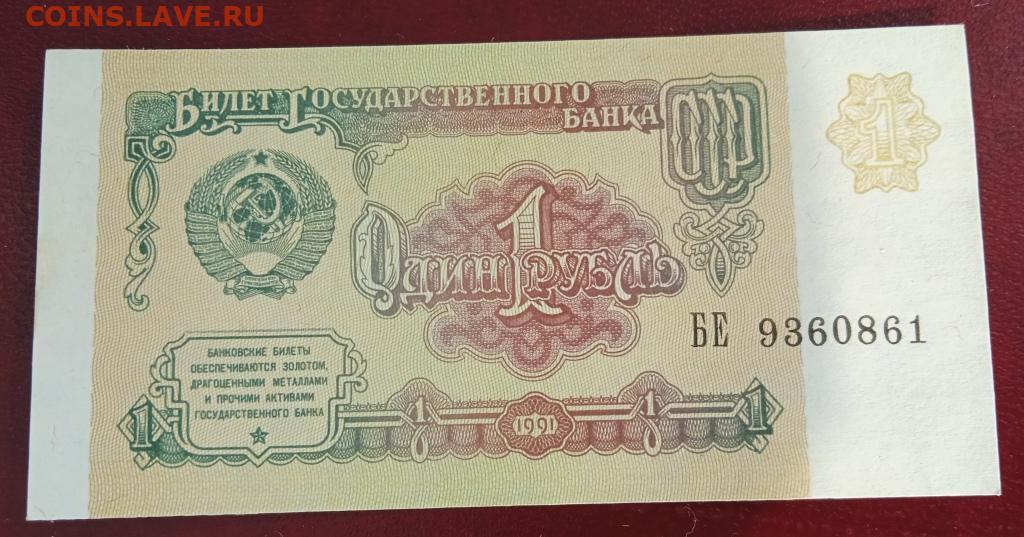 COINS.LAVE.RU
БИЛЕТ ГОСУДАРСТВЕННОГО
БАНКА
СССР
1
1
ОДИН РУБЛЬ
БЕ 9360861
БАНКОВСКИЕ БИЛЕТЫ
ОБЕСПЕЧИВАЮТСЯ ЗОЛОТОМ,
ДРАГОЦЕННЫМИ МЕТАЛЛАМИ
И ПРОЧИМИ АКТИВАМИ
ГОСУДАРСТВЕННОГО БАНКА
1 1 1991 1 1